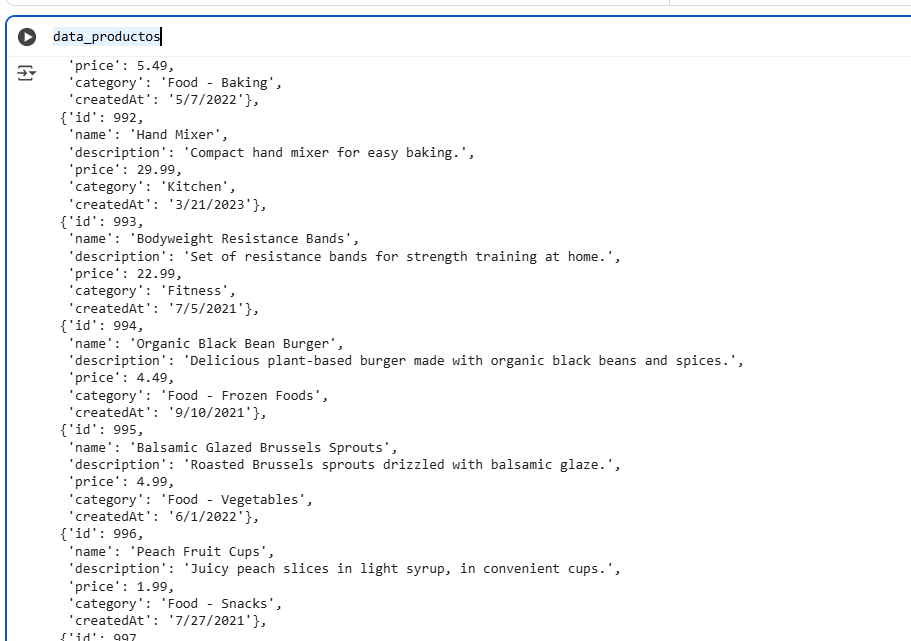 data_productos
'price': 5.49,
'category': 'Food - Baking',
'createdAt': '5/7/2022'},
{'id': 992,
'name': 'Hand Mixer',
'description': 'Compact hand mixer for easy baking.',
'price': 29.99,
'category': 'Kitchen',
'createdAt': '3/21/2023'},
{'id': 993,
'name': 'Bodyweight Resistance Bands',
'description': 'Set of resistance bands for strength training at home.',
'price': 22.99,
'category': 'Fitness',
'createdAt': '7/5/2021'},
{'id': 994,
'name': 'Organic Black Bean Burger',
'description': 'Delicious plant-based burger made with organic black beans and spices.',
'price': 4.49,
'category': 'Food - Frozen Foods',
'createdAt': '9/10/2021'},
{'id': 995,
'name': 'Balsamic Glazed Brussels Sprouts',
'description': 'Roasted Brussels sprouts drizzled with balsamic glaze.',
'price': 4.99,
'category': 'Food - Vegetables',
'createdAt': '6/1/2022'},
{'id': 996,
'name': 'Peach Fruit Cups',
'description': 'Juicy peach slices in light syrup, in convenient cups.',
'price': 1.99,
'category': 'Food - Snacks',
'createdAt': '7/27/2021'},
{'id': 997,